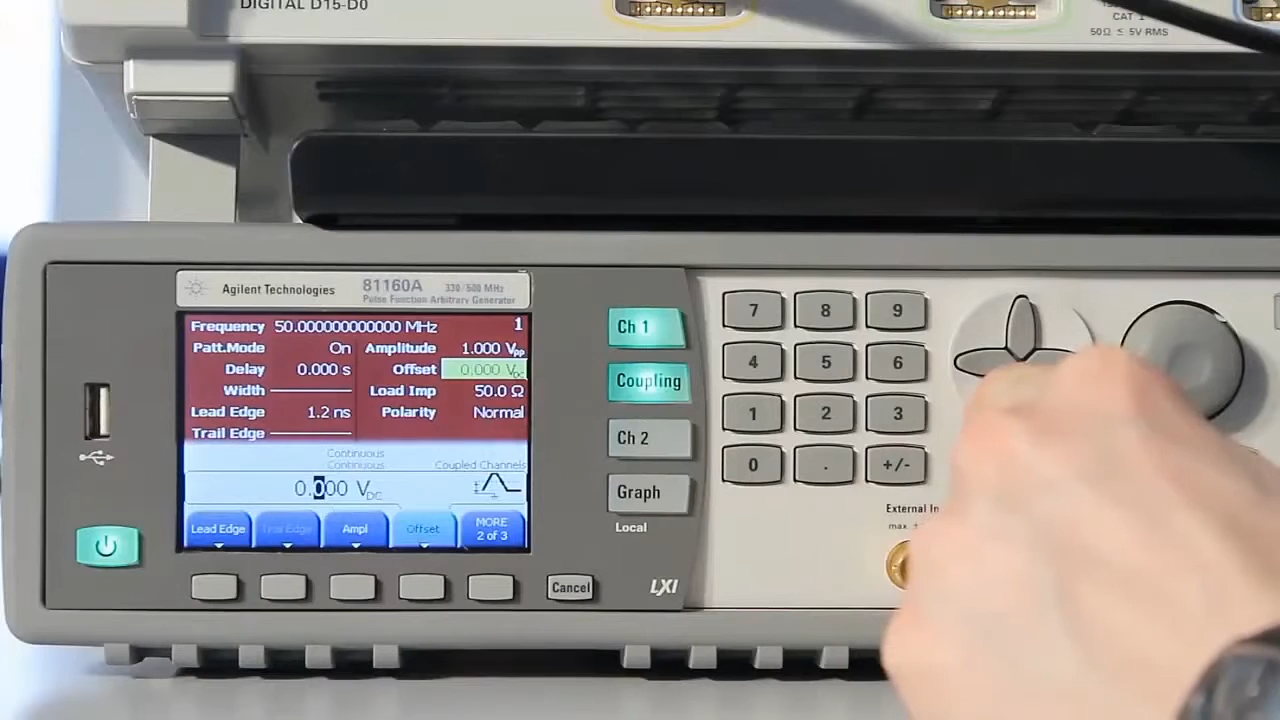 DIGITAL D15-D0
CAT I
50Ω ≤ 5V RMS
Agilent Technologies
81160A 330/500 MHz
Pulse Function Arbitrary Generator
Frequency 50.000000000000 MHz 1
Patt.Mode On Amplitude 1.000 Vpp
Delay 0.000 s Offset 0.000 VDC
Width Load Imp 50.0 Ω
Lead Edge 1.2 ns Polarity Normal
Trail Edge
Continuous
Continuous Coupled Channels
0.000 VDC
Lead Edge Trail Edge Ampl Offset MORE
2 of 3
Ch 1
Coupling
Ch 2
Graph
Local
Cancel
LXI
7 8 9
4 5 6
1 2 3
0 . +/-
External In
max